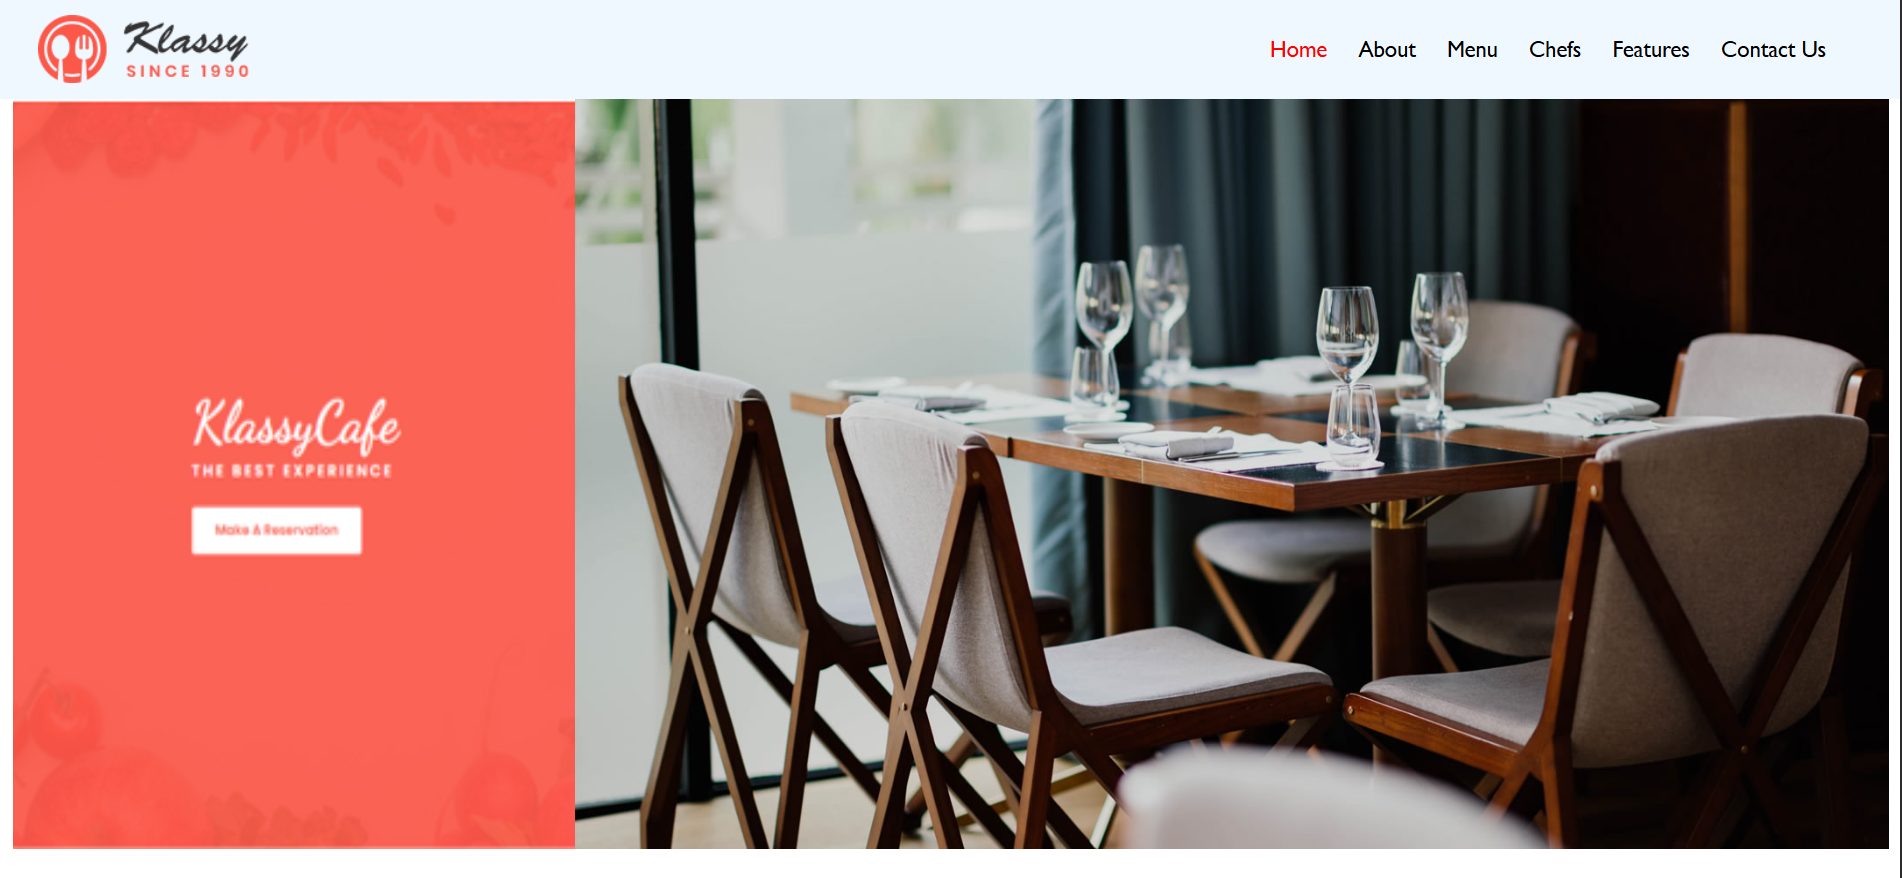 Klassy
SINCE 1990
Home About Menu Chefs Features Contact Us
KlassyCafe
THE BEST EXPERIENCE
Make A Reservation